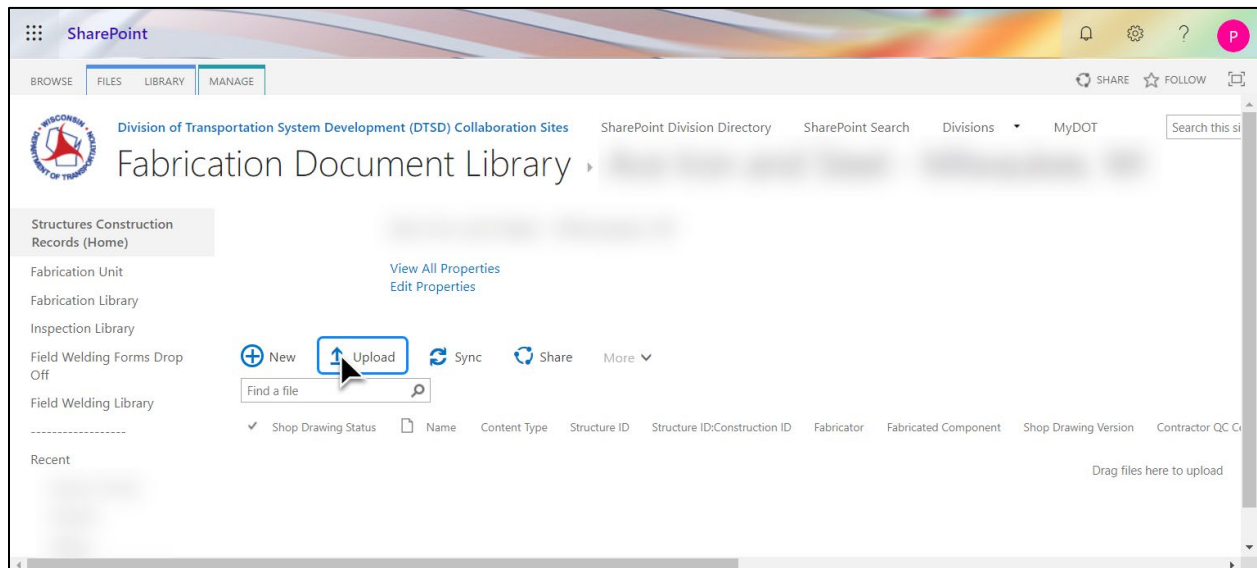 SharePoint
?
P
BROWSE FILES LIBRARY MANAGE SHARE FOLLOW
WISCONSIN
DEPARTMENT OF TRANSPORTATION
Division of Transportation System Development (DTSD) Collaboration Sites SharePoint Division Directory SharePoint Search Divisions MyDOT Search this si
Fabrication Document Library
Structures Construction
Records (Home)
Fabrication Unit
Fabrication Library
Inspection Library
Field Welding Forms Drop
Off
Field Welding Library
------------------
Recent
View All Properties
Edit Properties
New Upload Sync Share More
Find a file
Shop Drawing Status Name Content Type Structure ID Structure ID:Construction ID Fabricator Fabricated Component Shop Drawing Version Contractor QC Ce
Drag files here to upload